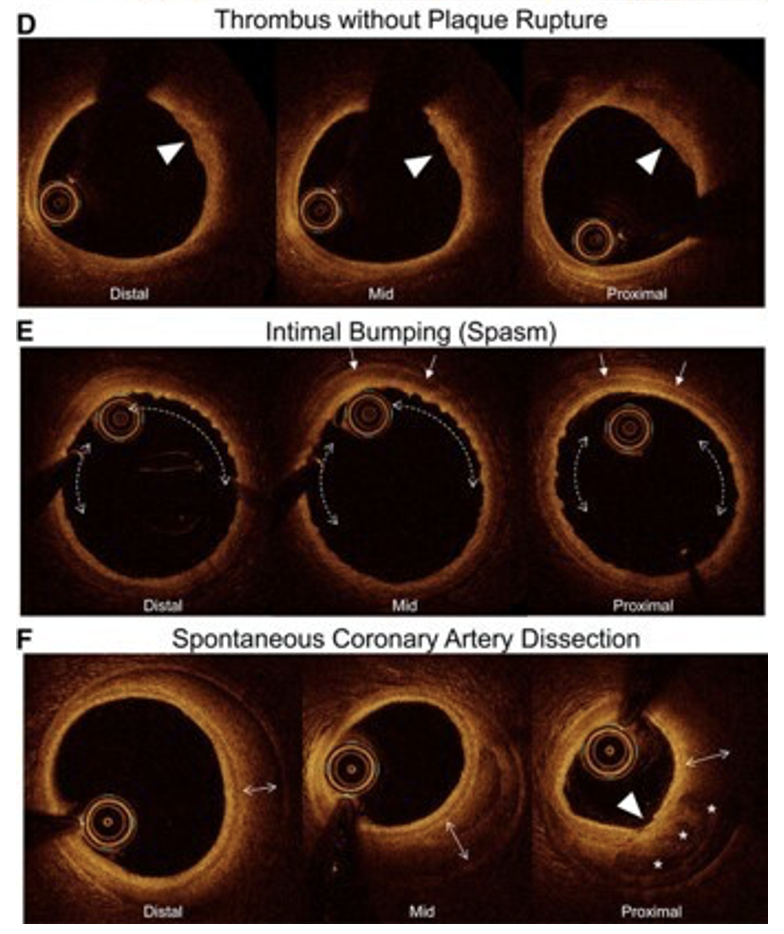 D
Thrombus without Plaque Rupture
Distal
Mid
Proximal
E
Intimal Bumping (Spasm)
Distal
Mid
Proximal
F
Spontaneous Coronary Artery Dissection
* * *
Distal
Mid
Proximal